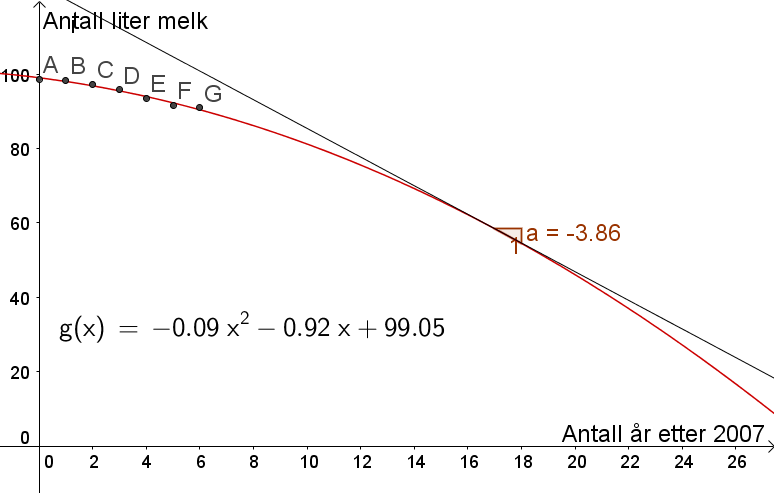 Antall liter melk
A B C D E F G
100
80
60
a = -3.86
1
40
g(x) = −0.09 x² − 0.92 x + 99.05
20
Antall år etter 2007
0
0 2 4 6 8 10 12 14 16 18 20 22 24 26